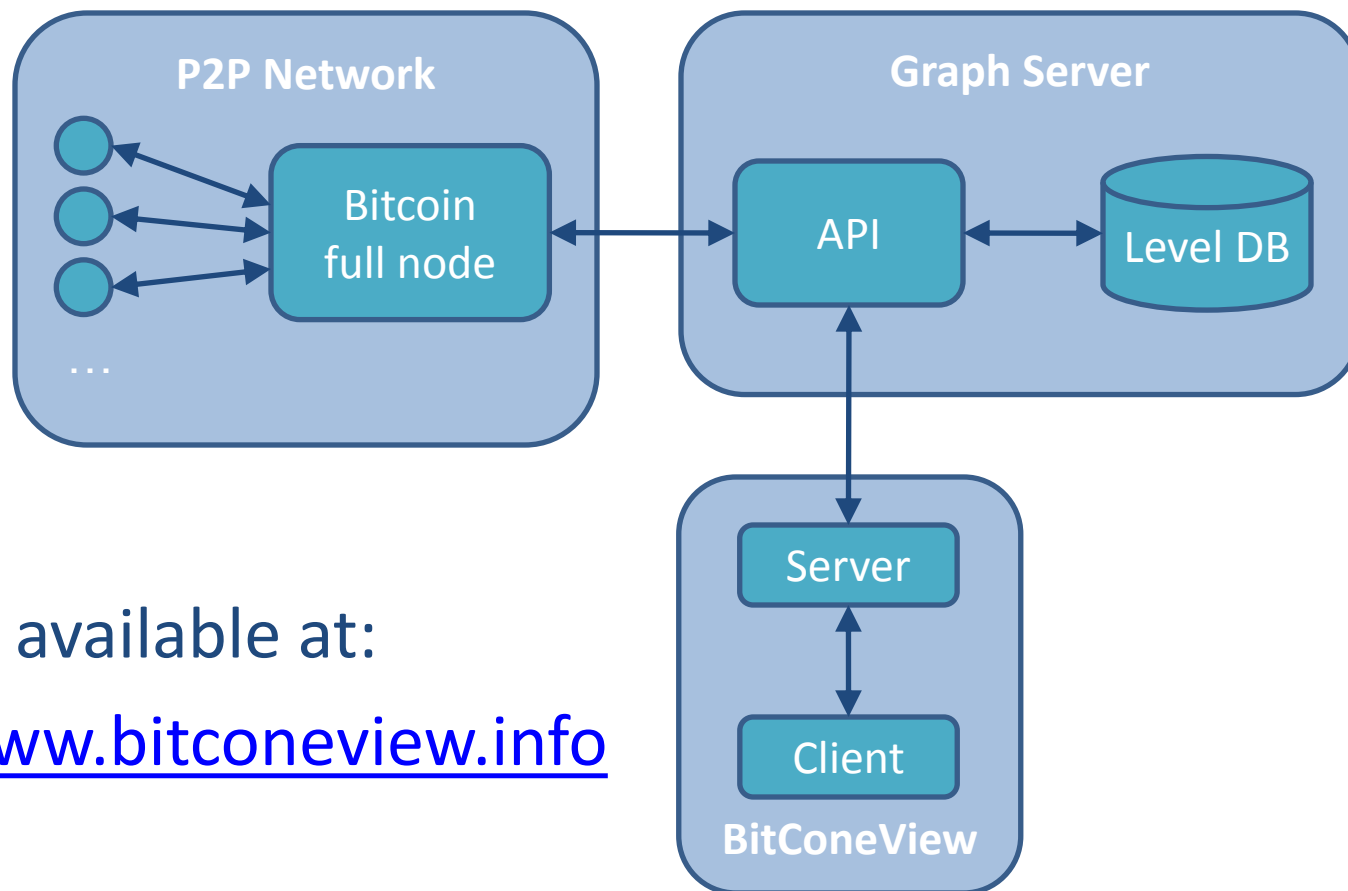 P2P Network
Bitcoin
full node
...
Graph Server
API
Level DB
Server
Client
BitConeView
available at:
ww.bitconeview.info